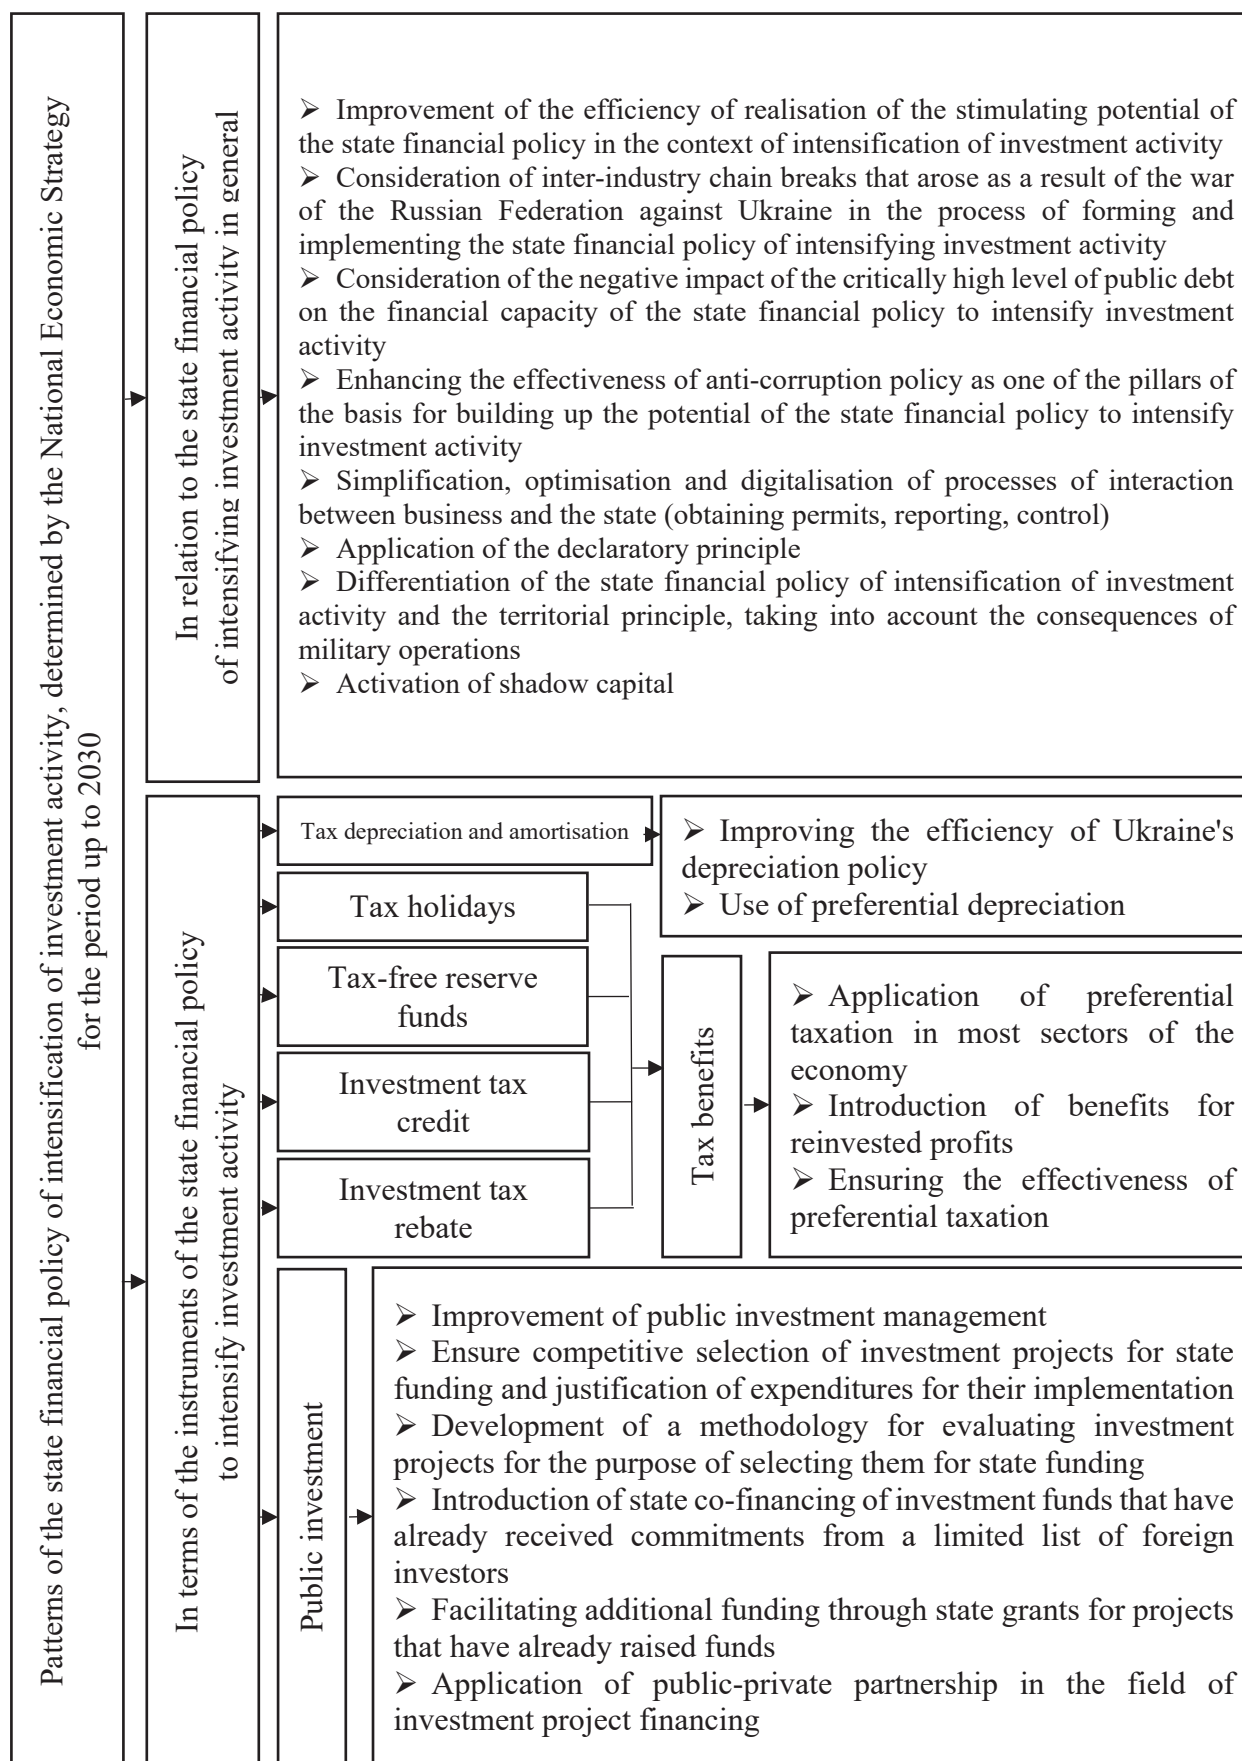 Patterns of the state financial policy of intensification of investment activity, determined by the National Economic Strategy
for the period up to 2030
In relation to the state financial policy
of intensifying investment activity in general
➢ Improvement of the efficiency of realisation of the stimulating potential of
the state financial policy in the context of intensification of investment activity
➢ Consideration of inter-industry chain breaks that arose as a result of the war
of the Russian Federation against Ukraine in the process of forming and
implementing the state financial policy of intensifying investment activity
➢ Consideration of the negative impact of the critically high level of public debt
on the financial capacity of the state financial policy to intensify investment
activity
➢ Enhancing the effectiveness of anti-corruption policy as one of the pillars of
the basis for building up the potential of the state financial policy to intensify
investment activity
➢ Simplification, optimisation and digitalisation of processes of interaction
between business and the state (obtaining permits, reporting, control)
➢ Application of the declaratory principle
➢ Differentiation of the state financial policy of intensification of investment
activity and the territorial principle, taking into account the consequences of
military operations
➢ Activation of shadow capital
In terms of the instruments of the state financial policy
to intensify investment activity
Tax depreciation and amortisation
➢ Improving the efficiency of Ukraine's
depreciation policy
➢ Use of preferential depreciation
Tax holidays
Tax-free reserve
funds
Investment tax
credit
Investment tax
rebate
Tax benefits
➢ Application of preferential
taxation in most sectors of the
economy
➢ Introduction of benefits for
reinvested profits
➢ Ensuring the effectiveness of
preferential taxation
Public investment
➢ Improvement of public investment management
➢ Ensure competitive selection of investment projects for state
funding and justification of expenditures for their implementation
➢ Development of a methodology for evaluating investment
projects for the purpose of selecting them for state funding
➢ Introduction of state co-financing of investment funds that have
already received commitments from a limited list of foreign
investors
➢ Facilitating additional funding through state grants for projects
that have already raised funds
➢ Application of public-private partnership in the field of
investment project financing